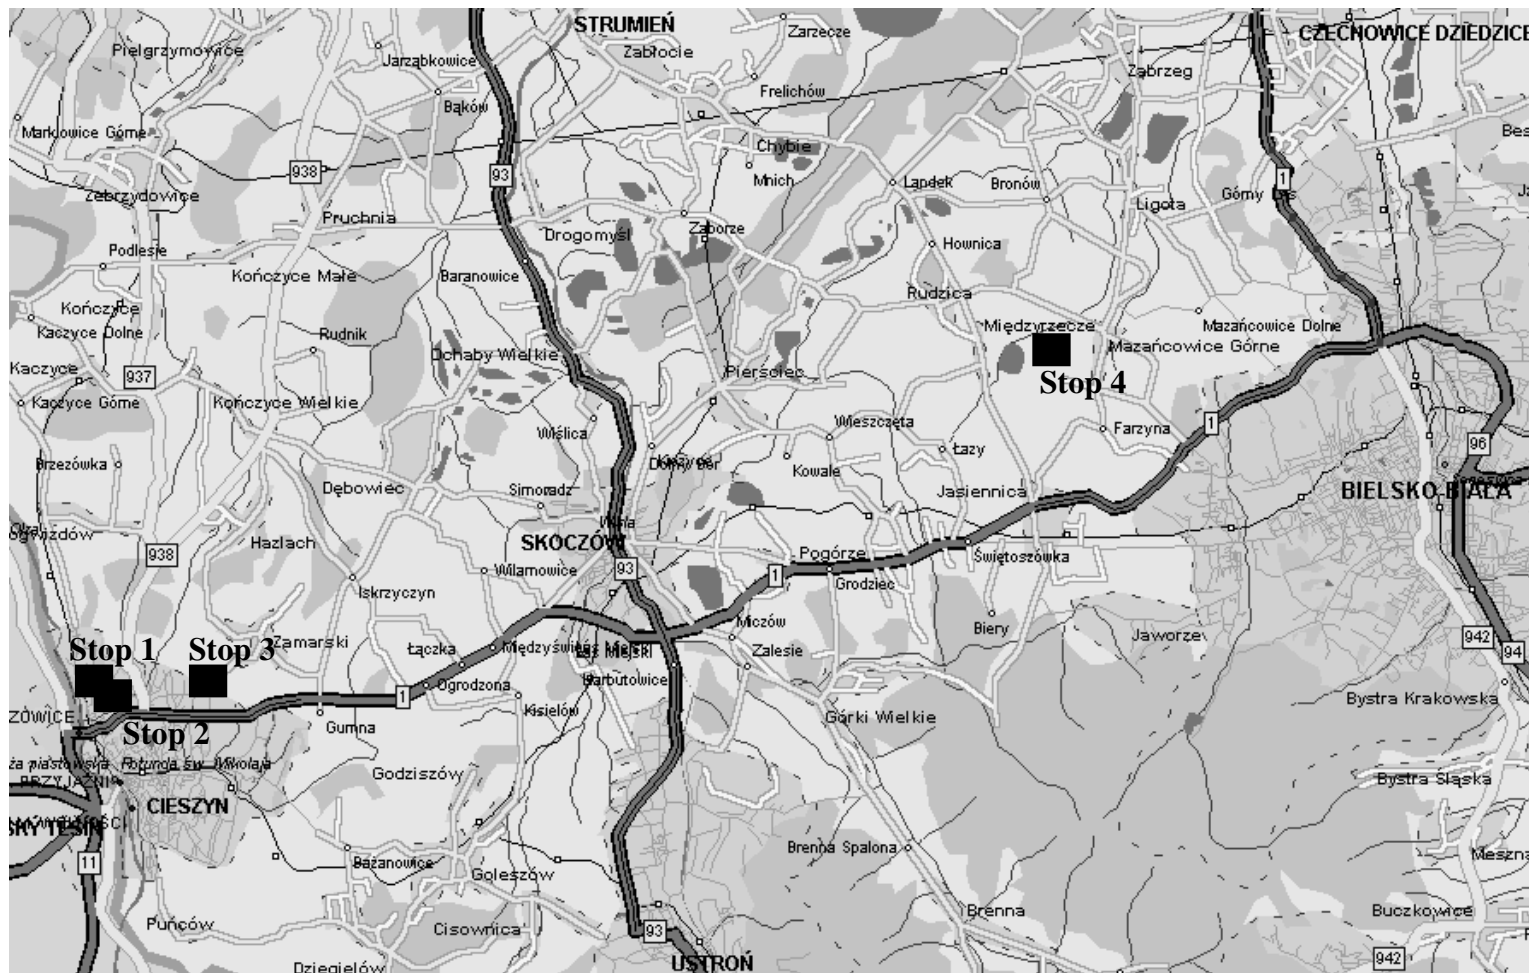 STRUMIEŃ
CZECHOWICE DZIEDZICE
Zarzecze
Pielgrzymowice
Zabłocie
Jarząbkowice
Zabrzeg
Frelichów
Bąków
Marklowice Górne
Chybie
938
93
Mnich
Landek
Bronów
1
Zebrzydowice
Ligota
Pruchnia
Drogomyśl
Zaborze
Hownica
Podlesie
Kończyce Małe
Baranowice
Rudzica
Kończyce
Kaczyce Dolne
Rudnik
Międzyrzecze
Mazańcowice Dolne
Ochaby Wielkie
Mazańcowice Górne
Kaczyce
937
Pierściec
Stop 4
Kaczyce Górne
Kończyce Wielkie
Wiślica
Wieszczęta
1
Farzyna
96
Brzezówka
Kowale
Łazy
Dębowiec
Simoradz
Jasiennica
BIELSKO-BIAŁA
SKOCZÓW
Hazlach
938
Pogórze
Świętoszówka
Wilamowice
93
1
Grodziec
Iskrzyczyn
Miczów
Biery
Jaworze
942
94
Stop 1
Stop 3
Zamarski
Łączka
Zalesie
1
Ogrodzona
Harbutowice
Bystra Krakowska
Kisielów
Górki Wielkie
Gumna
Stop 2
Rotunda św. Mikołaja
Godziszów
Bystra Śląska
CIESZYN
11
Bażanowice
Brenna Spalona
Goleszów
Brenna
Buczkowice
Puńców
Cisownica
93
942
Dzięgielów
USTROŃ